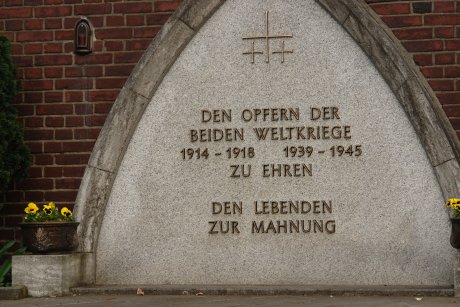 DEN OPFERN DER
BEIDEN WELTKRIEGE
1914 - 1918 1939 - 1945
ZU EHREN
DEN LEBENDEN
ZUR MAHNUNG